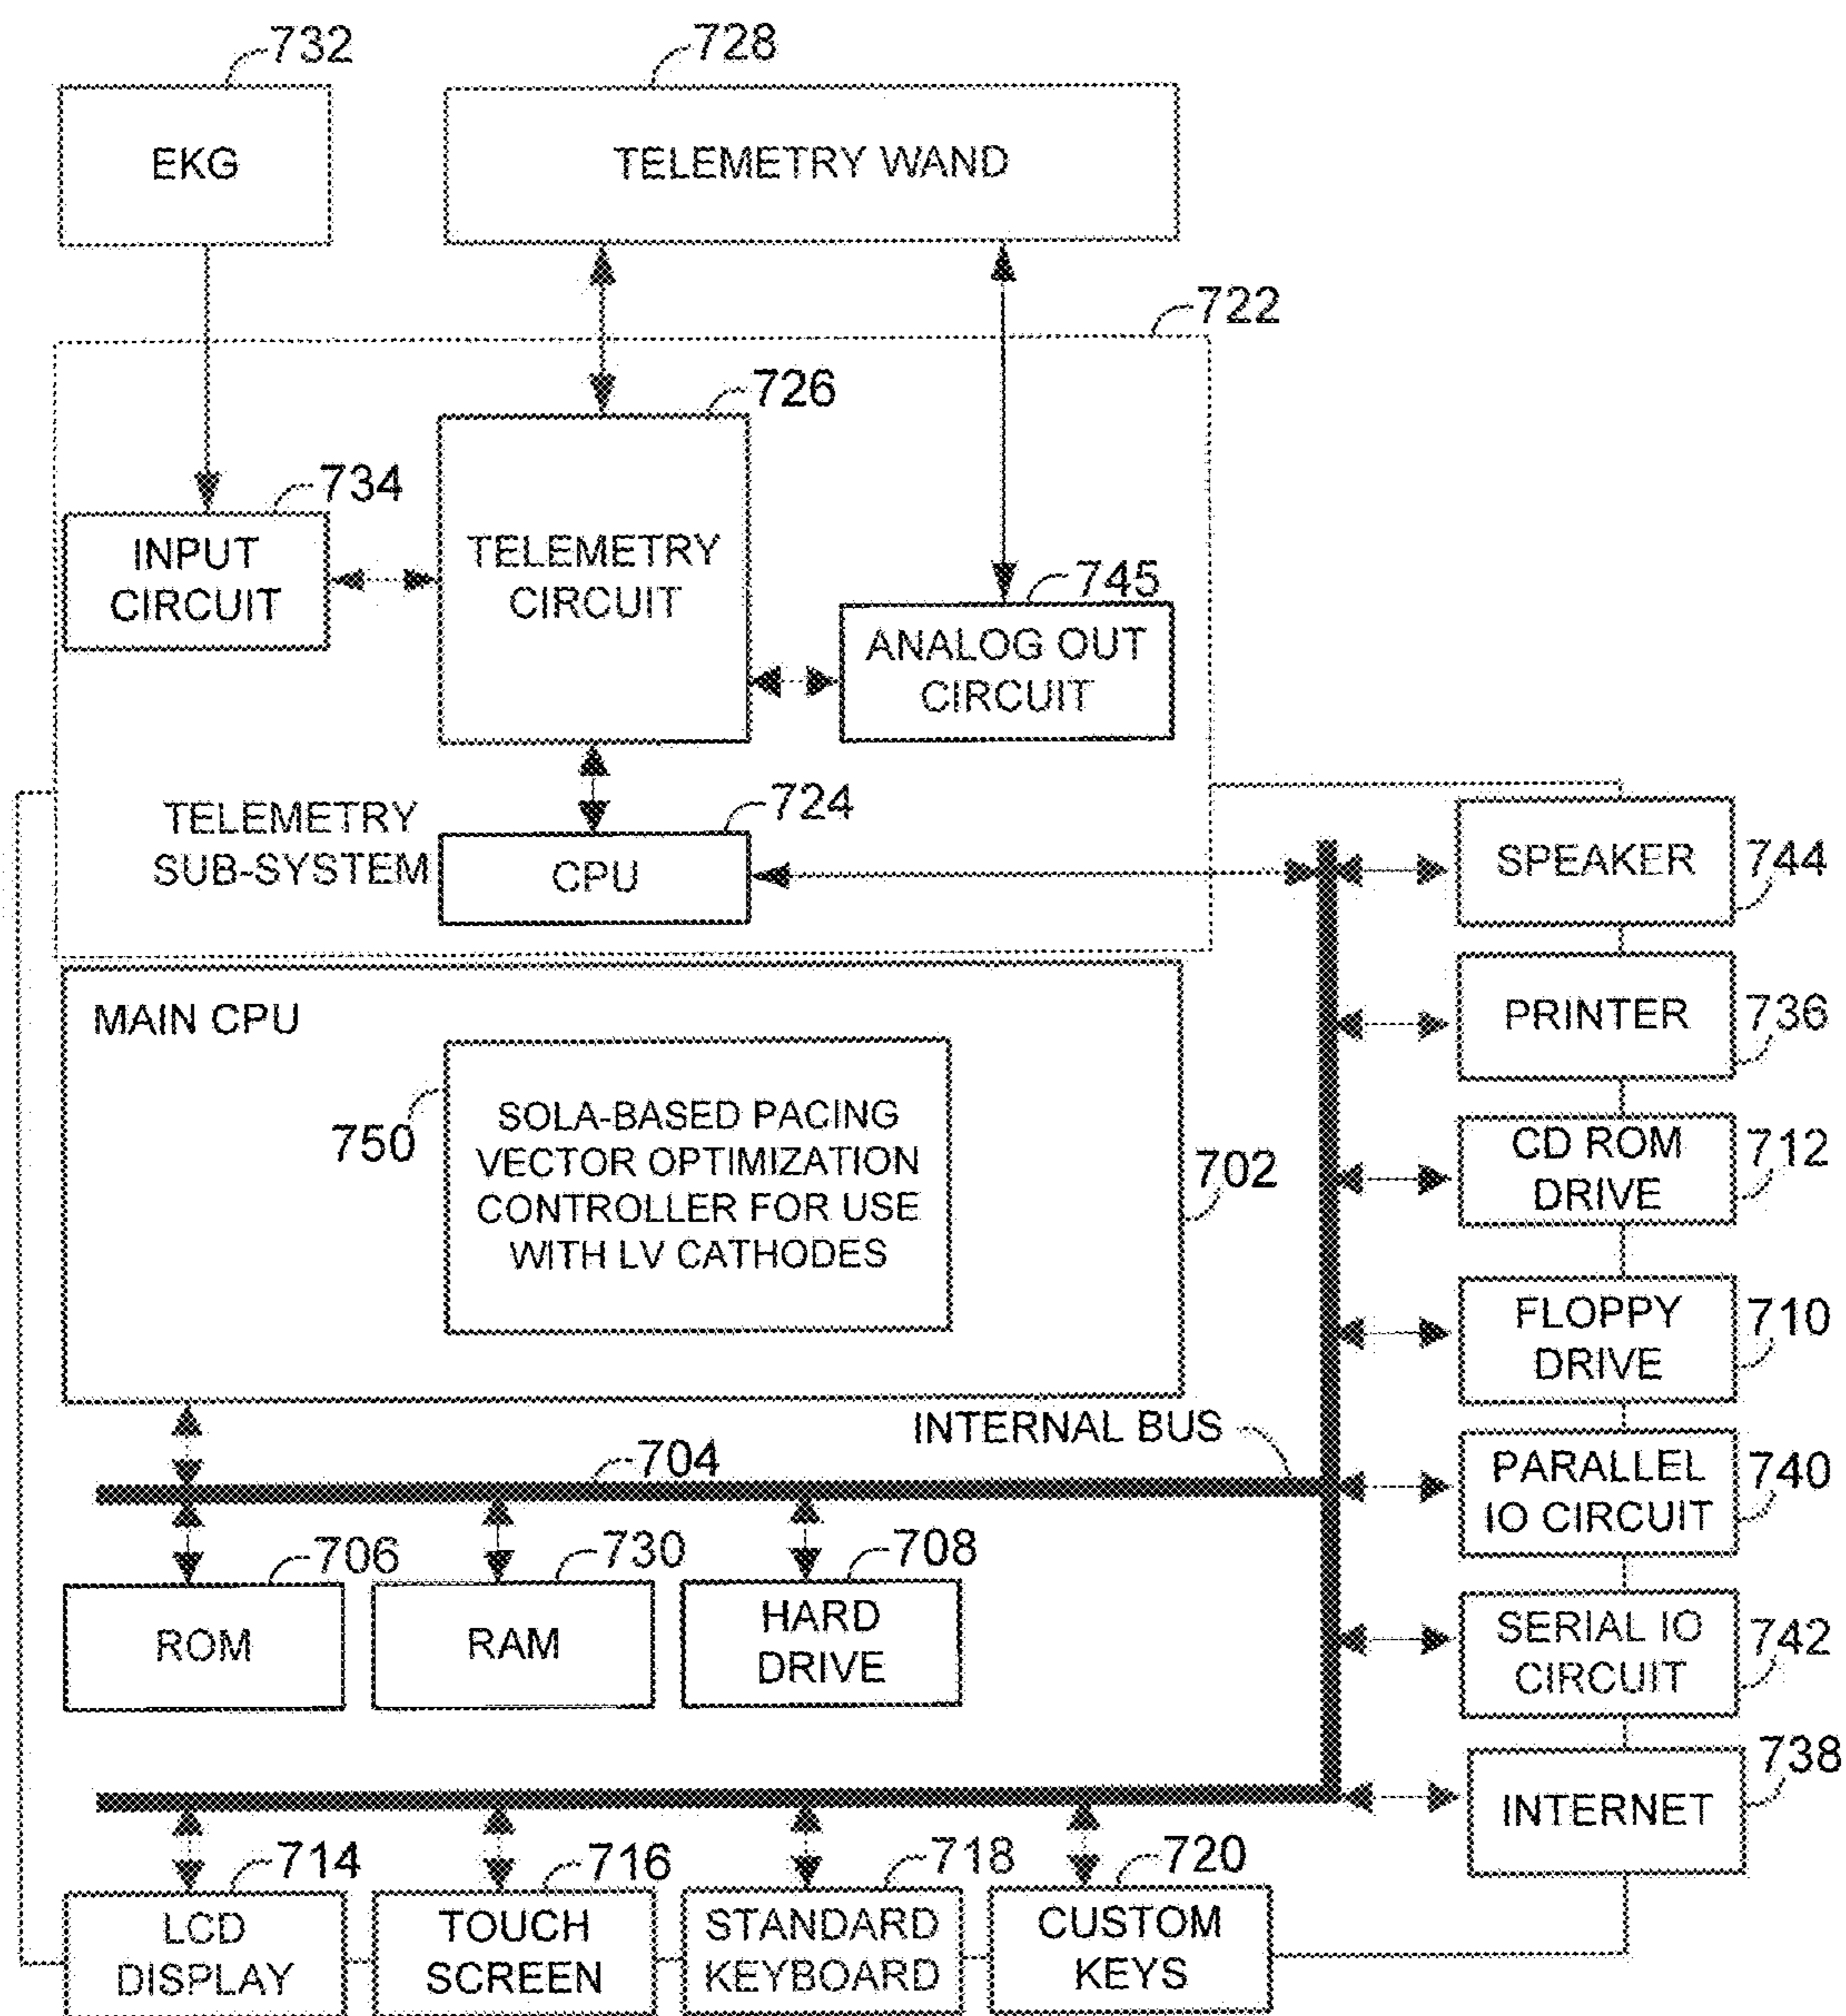 732
728
EKG
TELEMETRY WAND
722
726
734
INPUT
CIRCUIT
TELEMETRY
CIRCUIT
745
ANALOG OUT
CIRCUIT
TELEMETRY
SUB-SYSTEM
724
CPU
SPEAKER
744
MAIN CPU
PRINTER
736
750
SOLA-BASED PACING
VECTOR OPTIMIZATION
CONTROLLER FOR USE
WITH LV CATHODES
702
CD ROM
DRIVE
712
FLOPPY
DRIVE
710
INTERNAL BUS
704
PARALLEL
IO CIRCUIT
740
706
730
708
ROM
RAM
HARD
DRIVE
SERIAL IO
CIRCUIT
742
INTERNET
738
714
716
718
720
LCD
DISPLAY
TOUCH
SCREEN
STANDARD
KEYBOARD
CUSTOM
KEYS